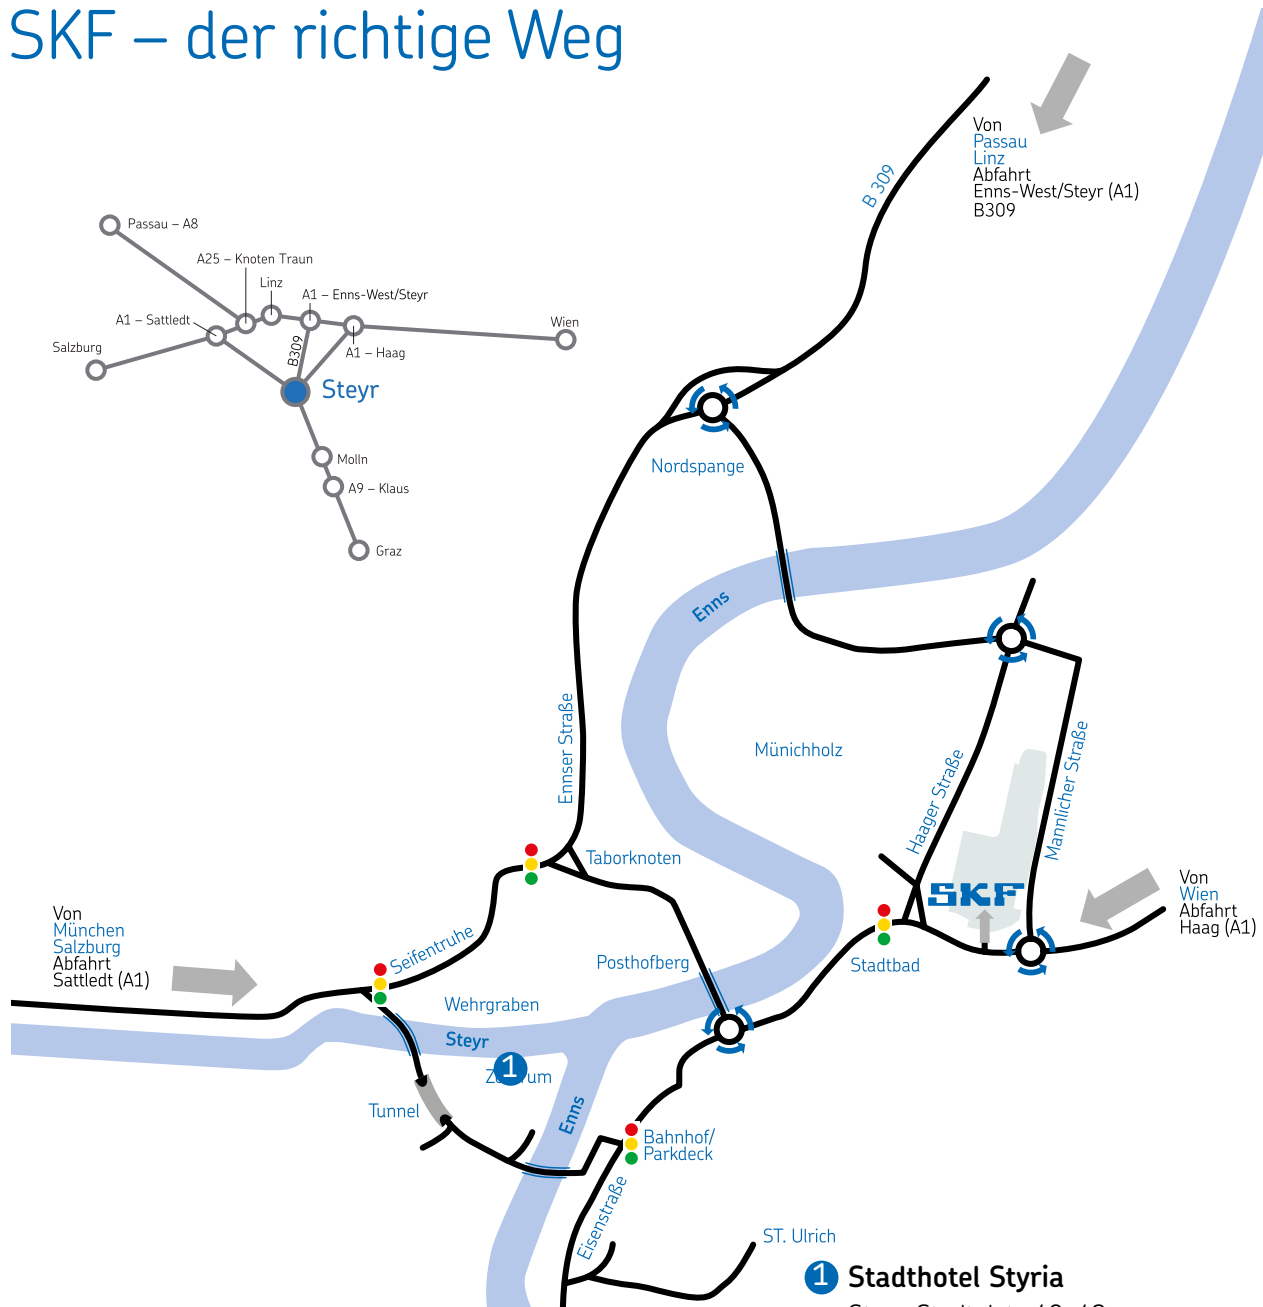 SKF – der richtige Weg
Von
Passau
Linz
Abfahrt
Enns-West/Steyr (A1)
B309
B 309
Passau – A8
A25 – Knoten Traun
Linz
A1 – Enns-West/Steyr
A1 – Sattledt
Wien
Salzburg
B309
A1 – Haag
Steyr
Molln
A9 – Klaus
Graz
Nordspange
Enns
Ennser Straße
Münichholz
Haager Straße
Mannlicher Straße
Taborknoten
SKF
Von
Wien
Abfahrt
Haag (A1)
Von
München
Salzburg
Abfahrt
Sattledt (A1)
Seifentruhe
Posthofberg
Stadtbad
Wehrgraben
Steyr
1
Tunnel
Enns
Bahnhof/
Parkdeck
Eisenstraße
ST. Ulrich
1 Stadthotel Styria